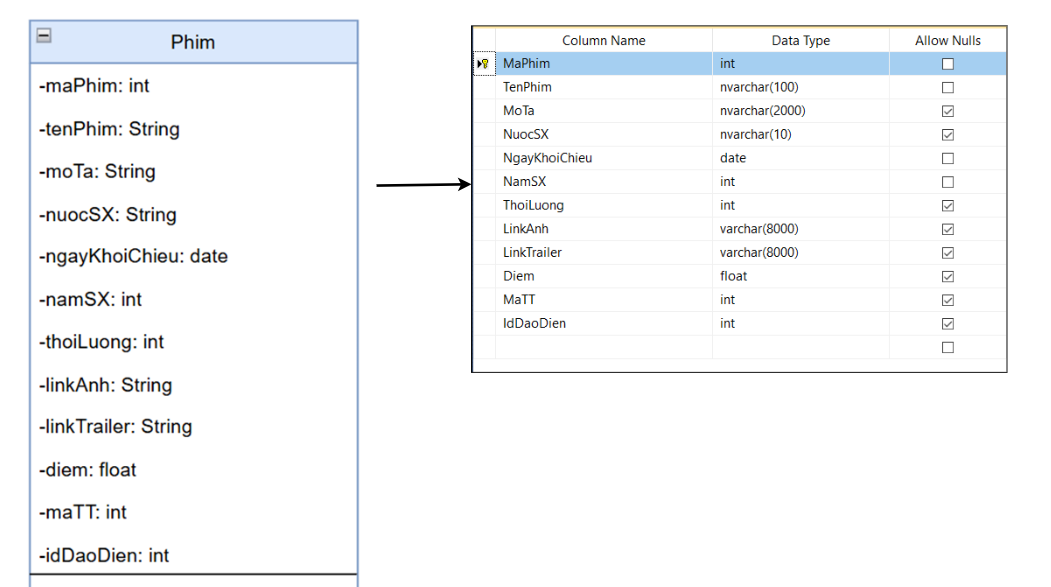 Phim
-maPhim: int
-tenPhim: String
-moTa: String
-nuocSX: String
-ngayKhoiChieu: date
-namSX: int
-thoiLuong: int
-linkAnh: String
-linkTrailer: String
-diem: float
-maTT: int
-idDaoDien: int
Column Name Data Type Allow Nulls
MaPhim int
TenPhim nvarchar(100)
MoTa nvarchar(2000)
NuocSX nvarchar(10)
NgayKhoiChieu date
NamSX int
ThoiLuong int
LinkAnh varchar(8000)
LinkTrailer varchar(8000)
Diem float
MaTT int
IdDaoDien int